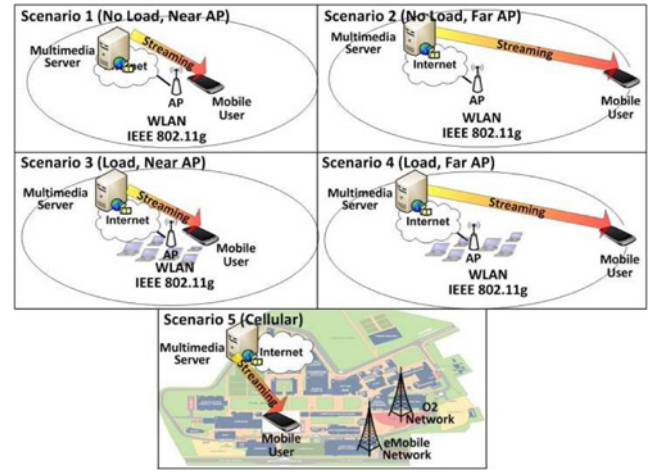 Scenario 1 (No Load, Near AP)
Multimedia
Server
Streaming
AP
Mobile
User
WLAN
IEEE 802.11g
Scenario 2 (No Load, Far AP)
Multimedia
Server
Streaming
Internet
AP
Mobile
User
WLAN
IEEE 802.11g
Scenario 3 (Load, Near AP)
Multimedia
Server
Streaming
Internet
AP
Mobile
User
WLAN
IEEE 802.11g
Scenario 4 (Load, Far AP)
Multimedia
Server
Streaming
Internet
AP
Mobile
User
WLAN
IEEE 802.11g
Scenario 5 (Cellular)
Multimedia
Server
Internet
Streaming
Mobile
User
O2
Network
eMobile
Network